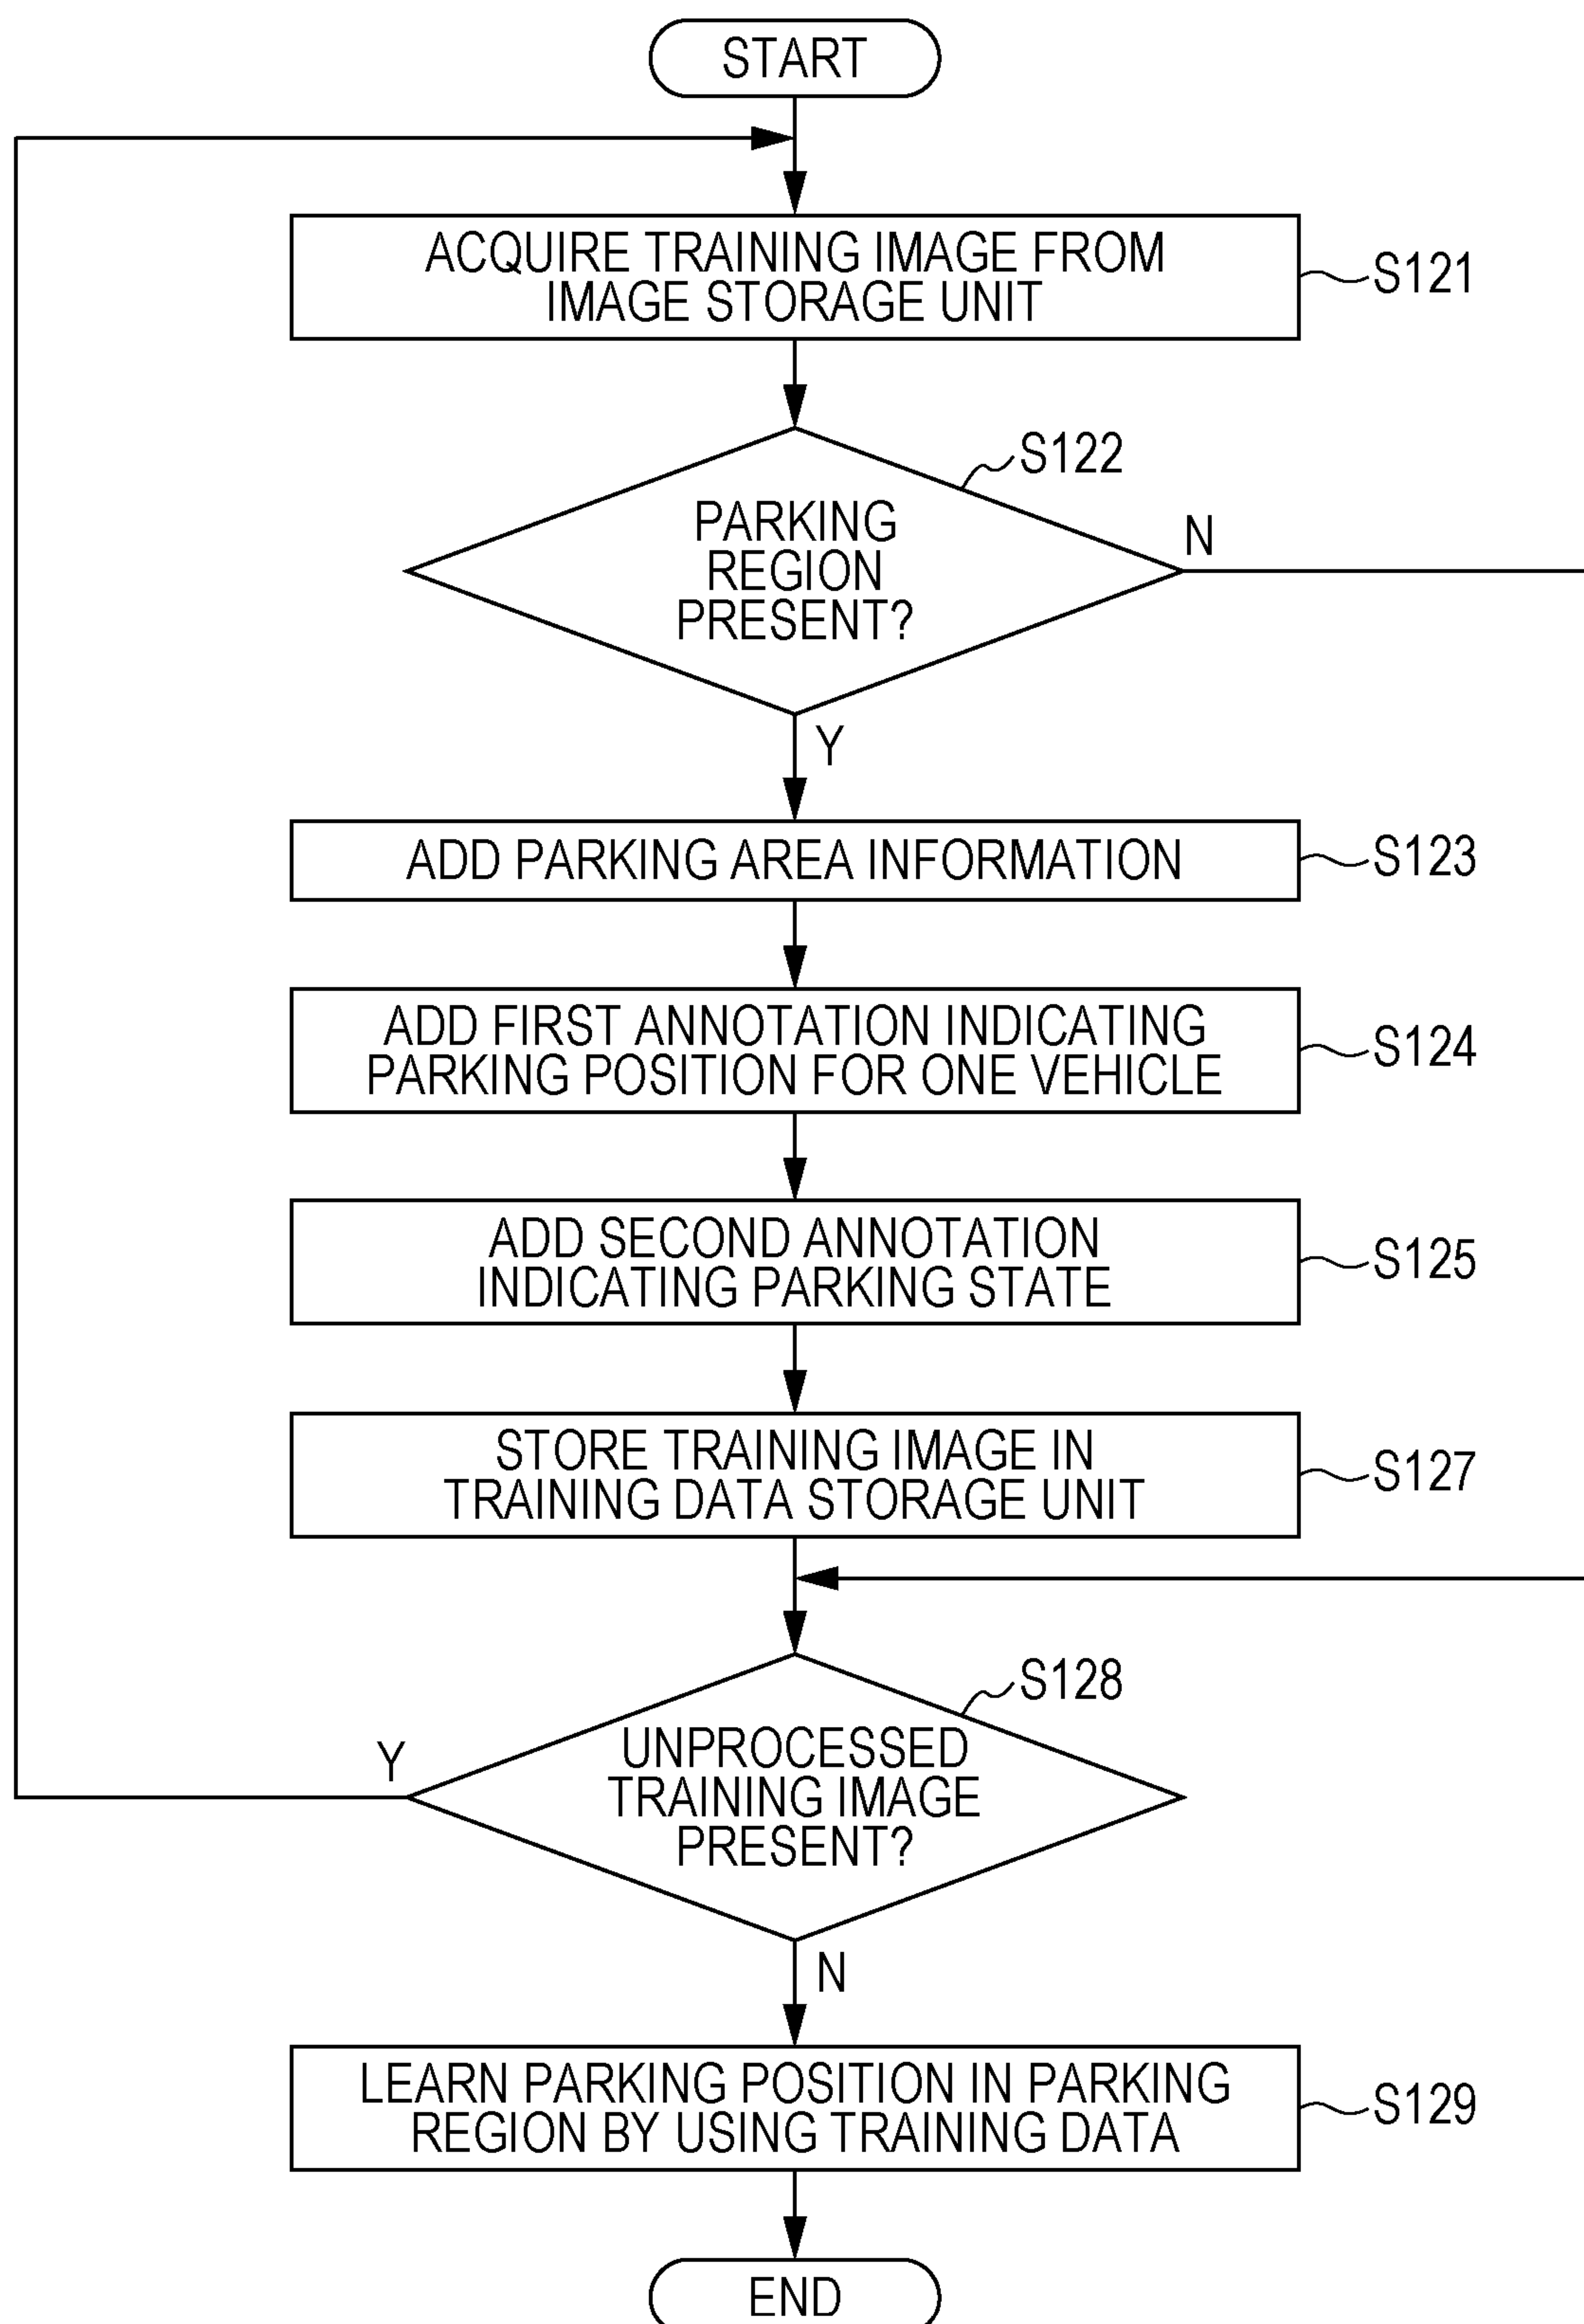 START
ACQUIRE TRAINING IMAGE FROM
IMAGE STORAGE UNIT
S121
S122
PARKING
REGION
PRESENT?
N
Y
ADD PARKING AREA INFORMATION
S123
ADD FIRST ANNOTATION INDICATING
PARKING POSITION FOR ONE VEHICLE
S124
ADD SECOND ANNOTATION
INDICATING PARKING STATE
S125
STORE TRAINING IMAGE IN
TRAINING DATA STORAGE UNIT
S127
S128
UNPROCESSED
TRAINING IMAGE
PRESENT?
Y
N
LEARN PARKING POSITION IN PARKING
REGION BY USING TRAINING DATA
S129
END